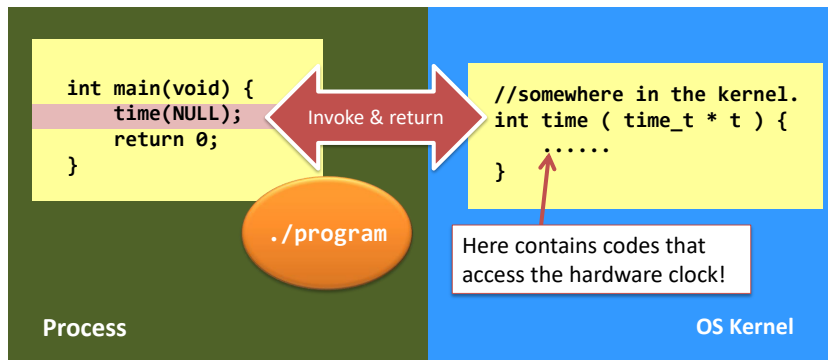 int main(void) {
time(NULL);
return 0;
}
Invoke & return
//somewhere in the kernel.
int time ( time_t * t ) {
......
}
./program
Here contains codes that
access the hardware clock!
Process
OS Kernel